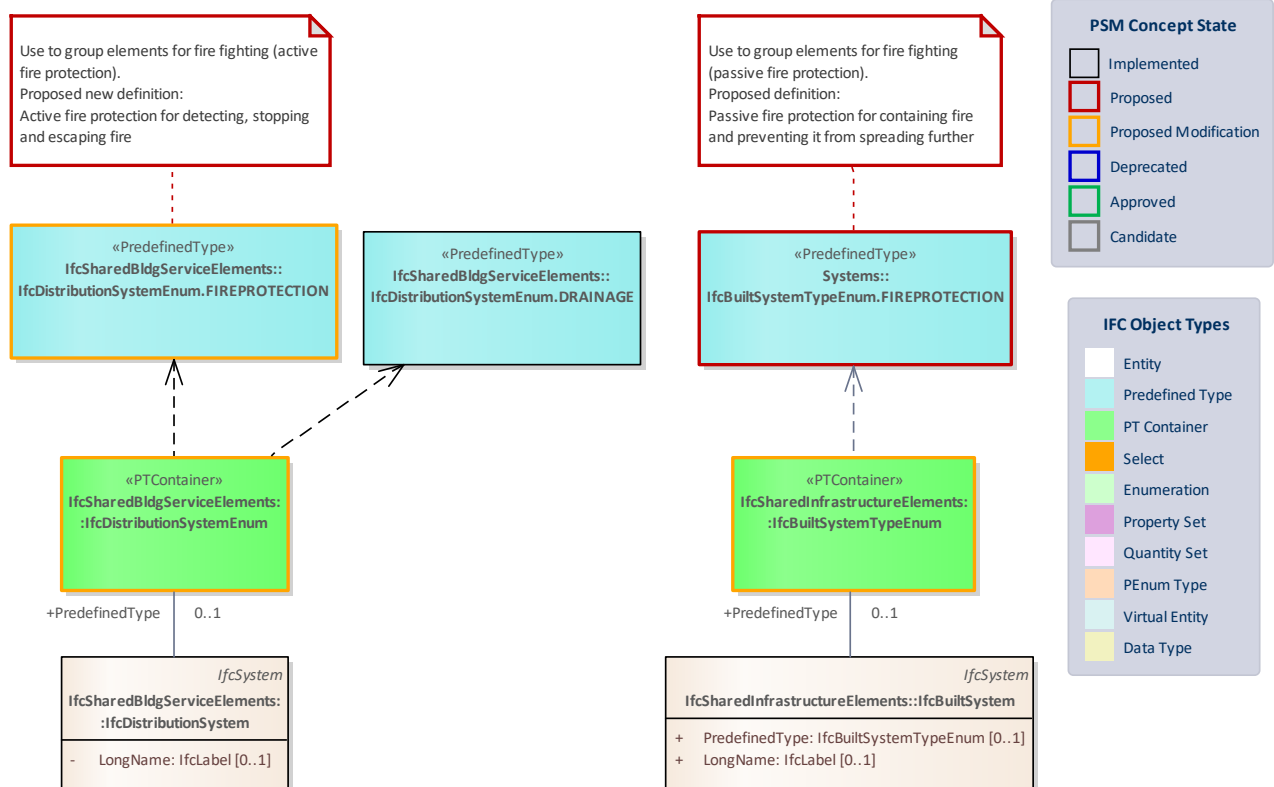 Use to group elements for fire fighting (active
fire protection).
Proposed new definition:
Active fire protection for detecting, stopping
and escaping fire
Use to group elements for fire fighting
(passive fire protection).
Proposed definition:
Passive fire protection for containing fire
and preventing it from spreading further
«PredefinedType»
IfcSharedBldgServiceElements::
IfcDistributionSystemEnum.FIREPROTECTION
«PredefinedType»
IfcSharedBldgServiceElements::
IfcDistributionSystemEnum.DRAINAGE
«PredefinedType»
Systems::
IfcBuiltSystemTypeEnum.FIREPROTECTION
«PTContainer»
IfcSharedBldgServiceElements:
:IfcDistributionSystemEnum
«PTContainer»
IfcSharedInfrastructureElements:
:IfcBuiltSystemTypeEnum
+PredefinedType 0..1
+PredefinedType 0..1
IfcSystem
IfcSharedBldgServiceElements:
:IfcDistributionSystem
- LongName: IfcLabel [0..1]
IfcSystem
IfcSharedInfrastructureElements::IfcBuiltSystem
+ PredefinedType: IfcBuiltSystemTypeEnum [0..1]
+ LongName: IfcLabel [0..1]
PSM Concept State
Implemented
Proposed
Proposed Modification
Deprecated
Approved
Candidate
IFC Object Types
Entity
Predefined Type
PT Container
Select
Enumeration
Property Set
Quantity Set
PEnum Type
Virtual Entity
Data Type